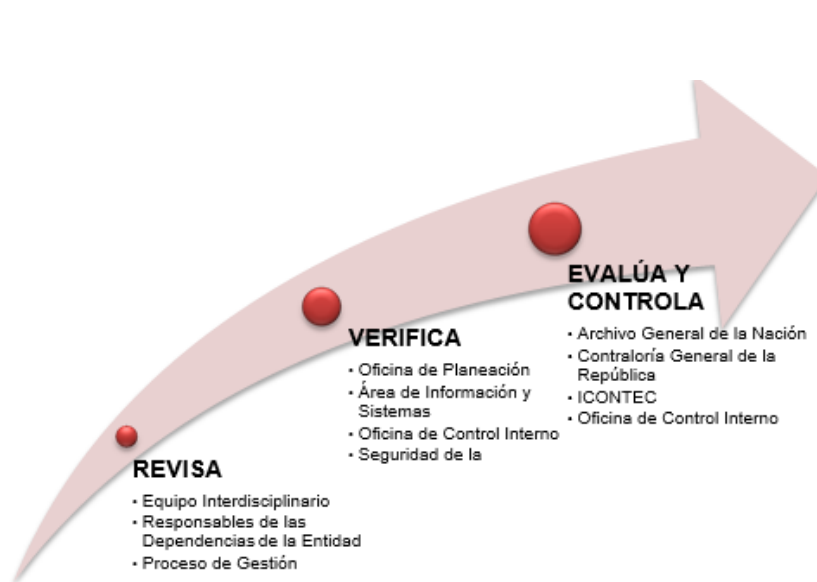 REVISA
• Equipo Interdisciplinario
• Responsables de las
Dependencias de la Entidad
• Proceso de Gestión
VERIFICA
• Oficina de Planeación
• Área de Información y
Sistemas
• Oficina de Control Interno
• Seguridad de la
EVALÚA Y
CONTROLA
• Archivo General de la Nación
• Contraloría General de la
República
• ICONTEC
• Oficina de Control Interno